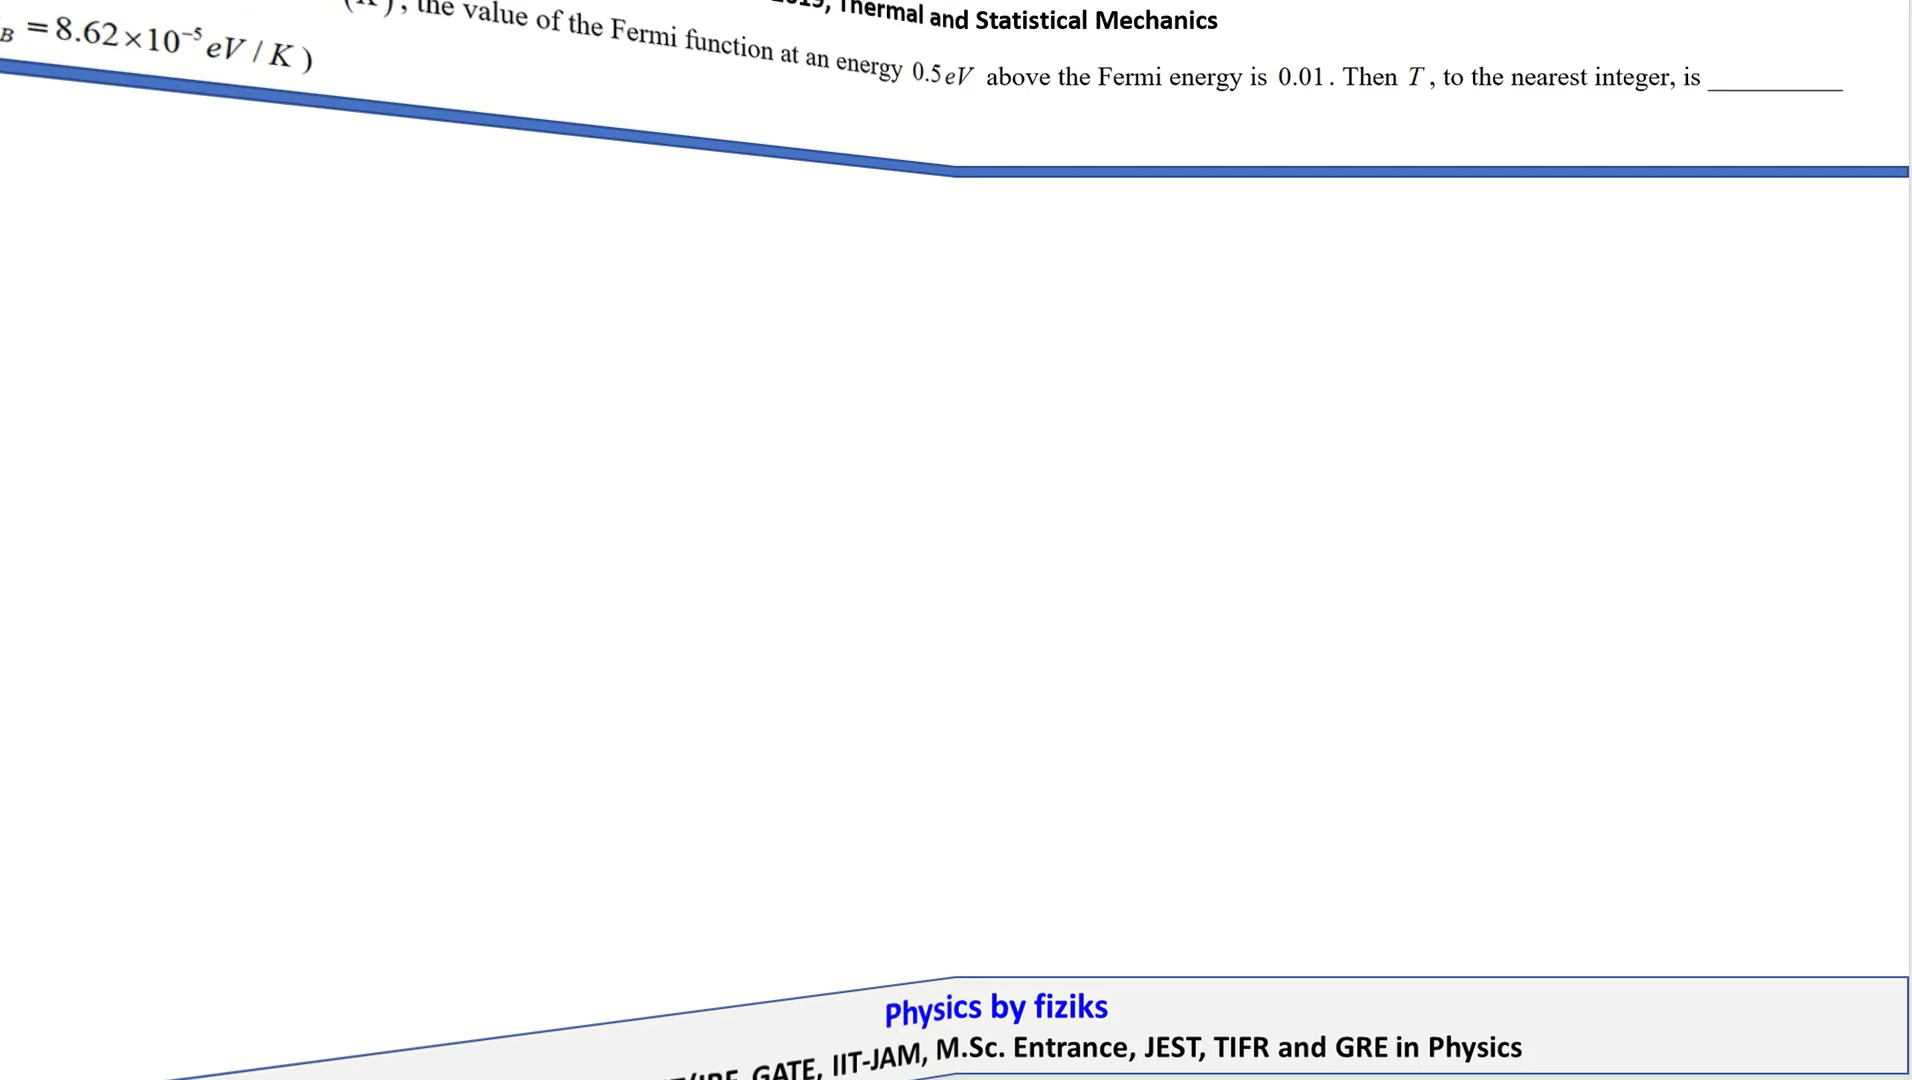 2019, Thermal and Statistical Mechanics
(K), the value of the Fermi function at an energy 0.5 eV above the Fermi energy is 0.01. Then T, to the nearest integer, is __________
B = 8.62×10⁻⁵ eV / K )
Physics by fiziks
GATE, IIT-JAM, M.Sc. Entrance, JEST, TIFR and GRE in Physics